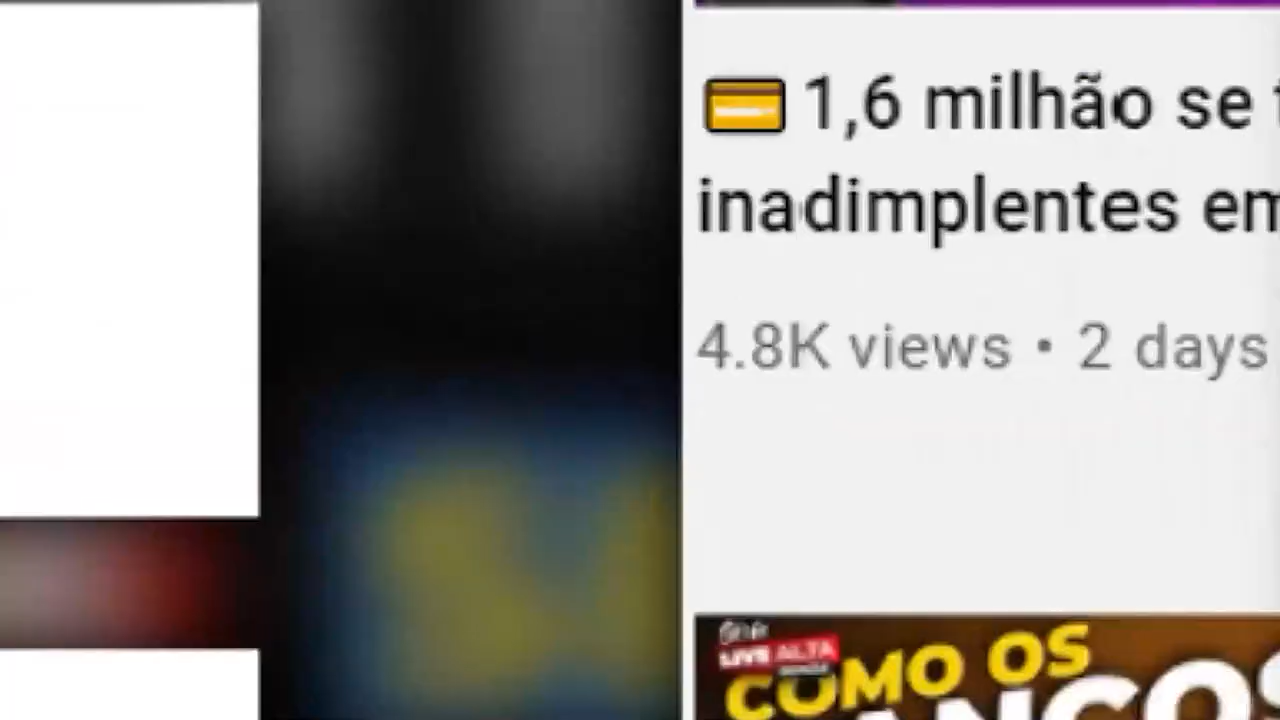 💳 1,6 milhão se
inadimplentes em
4.8K views • 2 days
LIVE ALTA
COMO OS